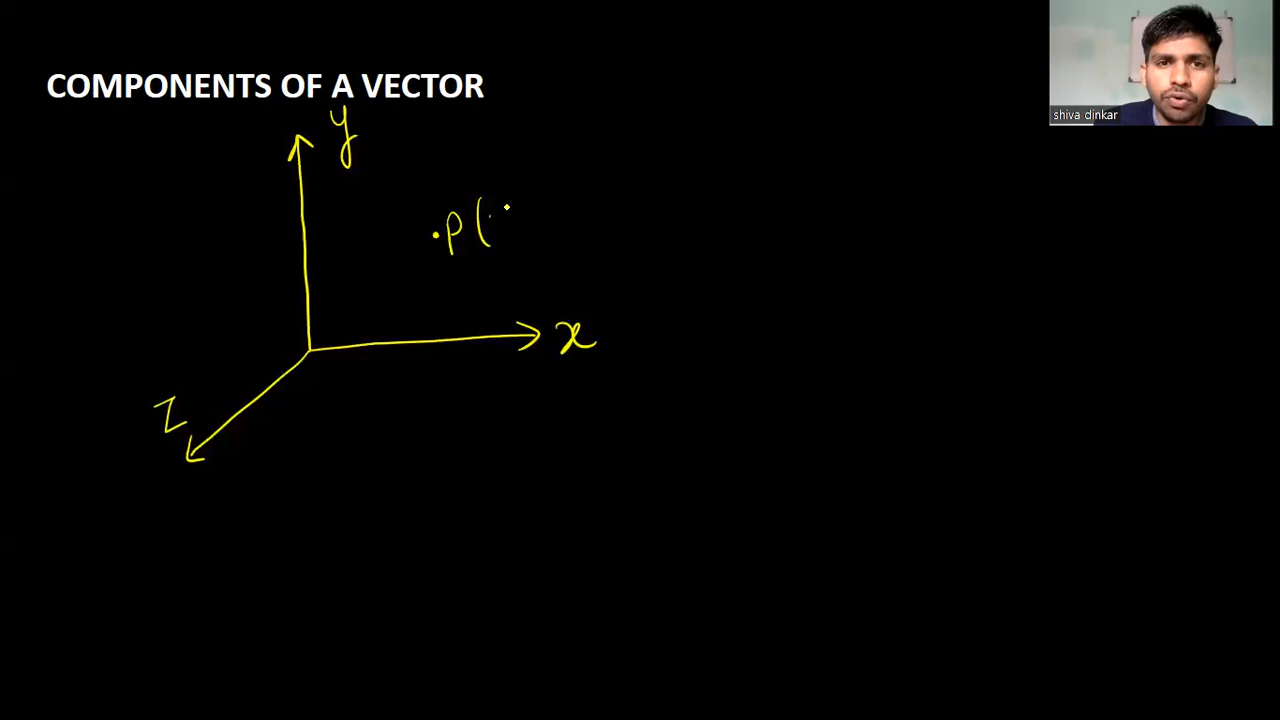 COMPONENTS OF A VECTOR
shiva dinkar
y
.P(
x
z